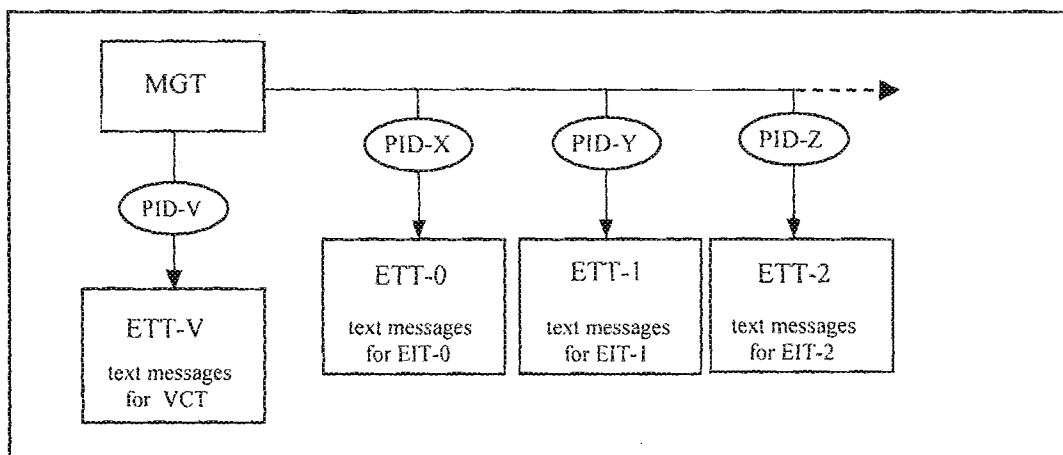 MGT
PID-X
PID-Y
PID-Z
PID-V
ETT-0
text messages
for EIT-0
ETT-1
text messages
for EIT-1
ETT-2
text messages
for EIT-2
ETT-V
text messages
for VCT